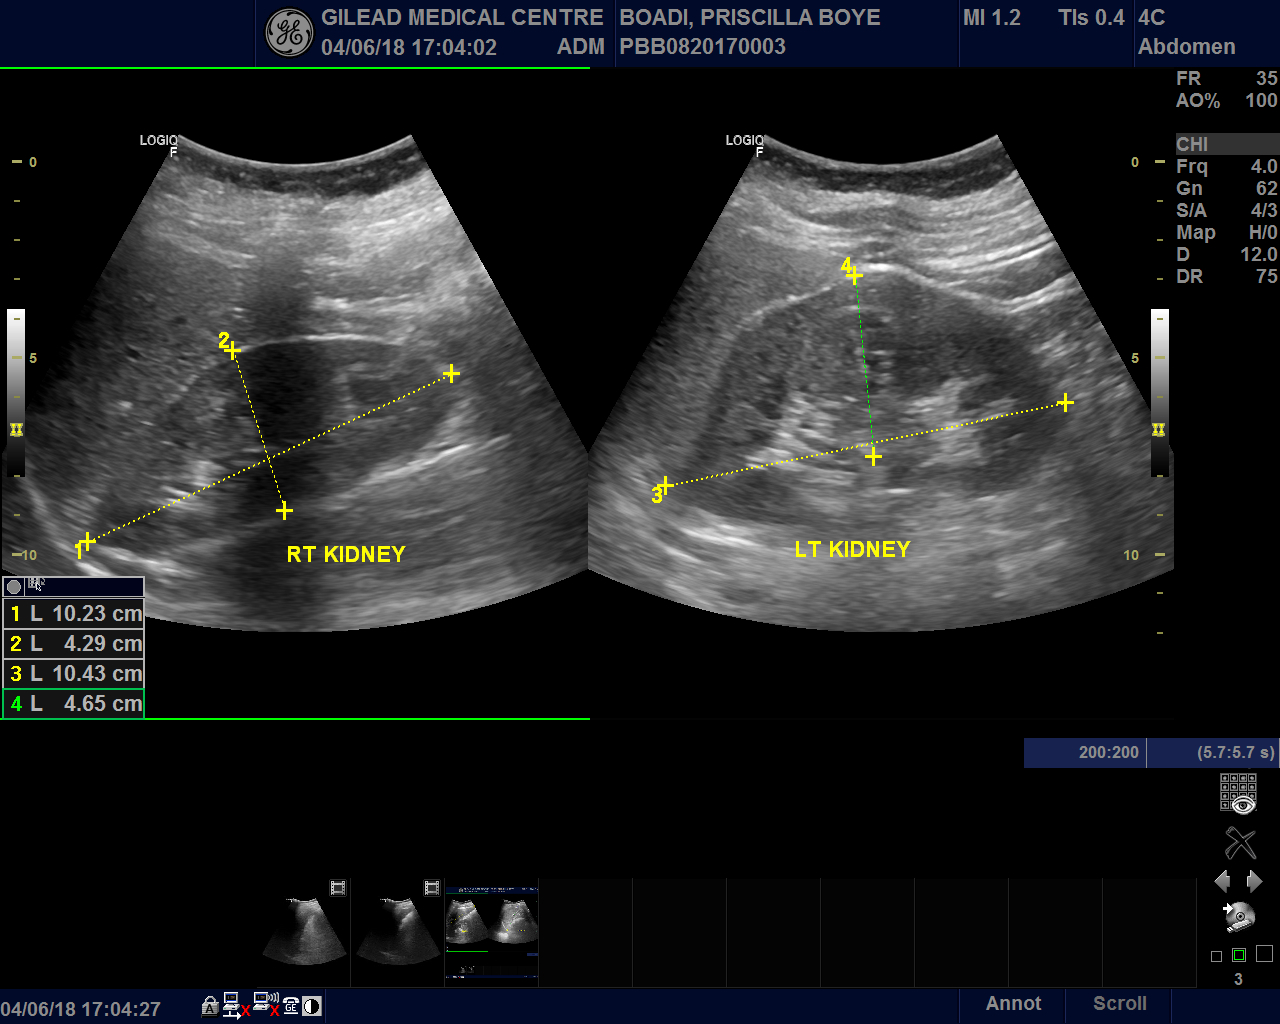 GILEAD MEDICAL CENTRE
04/06/18 17:04:02 ADM
BOADI, PRISCILLA BOYE
PBB0820170003
MI 1.2 TIs 0.4
4C
Abdomen
FR 35
AO% 100
CHI
Frq 4.0
Gn 62
S/A 4/3
Map H/0
D 12.0
DR 75
LOGIQ
F
0
5
10
2
1
RT KIDNEY
LOGIQ
F
0
5
10
4
3
LT KIDNEY
1 L 10.23 cm
2 L 4.29 cm
3 L 10.43 cm
4 L 4.65 cm
200:200 (5.7:5.7 s)
3
04/06/18 17:04:27
A
GE
Annot
Scroll